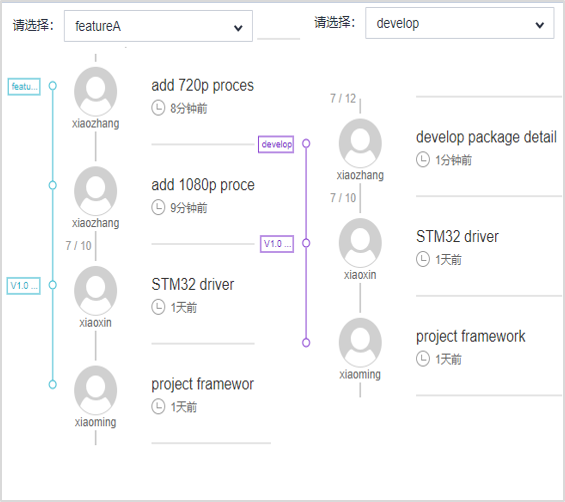 请选择： featureA
featu...
add 720p proces
8分钟前
xiaozhang
add 1080p proce
9分钟前
xiaozhang
7 / 10
V1.0 ...
STM32 driver
1天前
xiaoxin
project framewor
1天前
xiaoming
请选择： develop
7 / 12
develop
develop package detail
1分钟前
xiaozhang
7 / 10
V1.0 ...
STM32 driver
1天前
xiaoxin
project framework
1天前
xiaoming